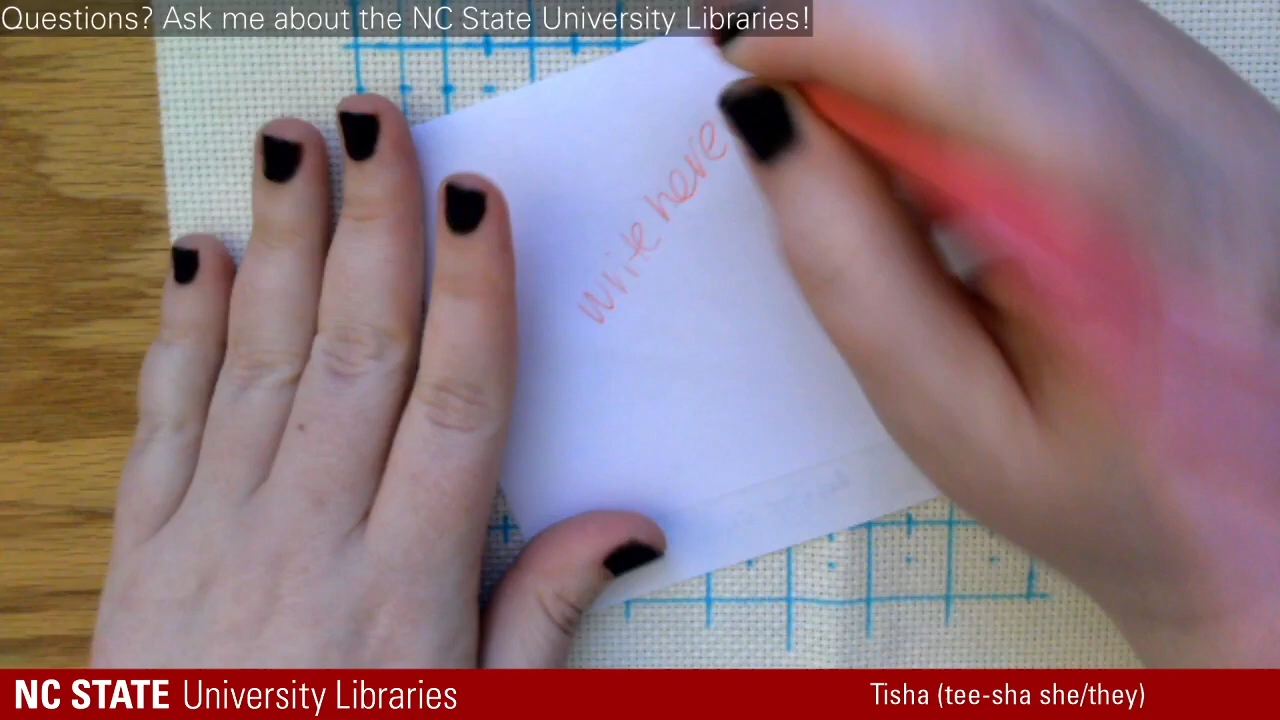 Questions? Ask me about the NC State University Libraries!
write here
NC STATE University Libraries
Tisha (tee-sha she/they)